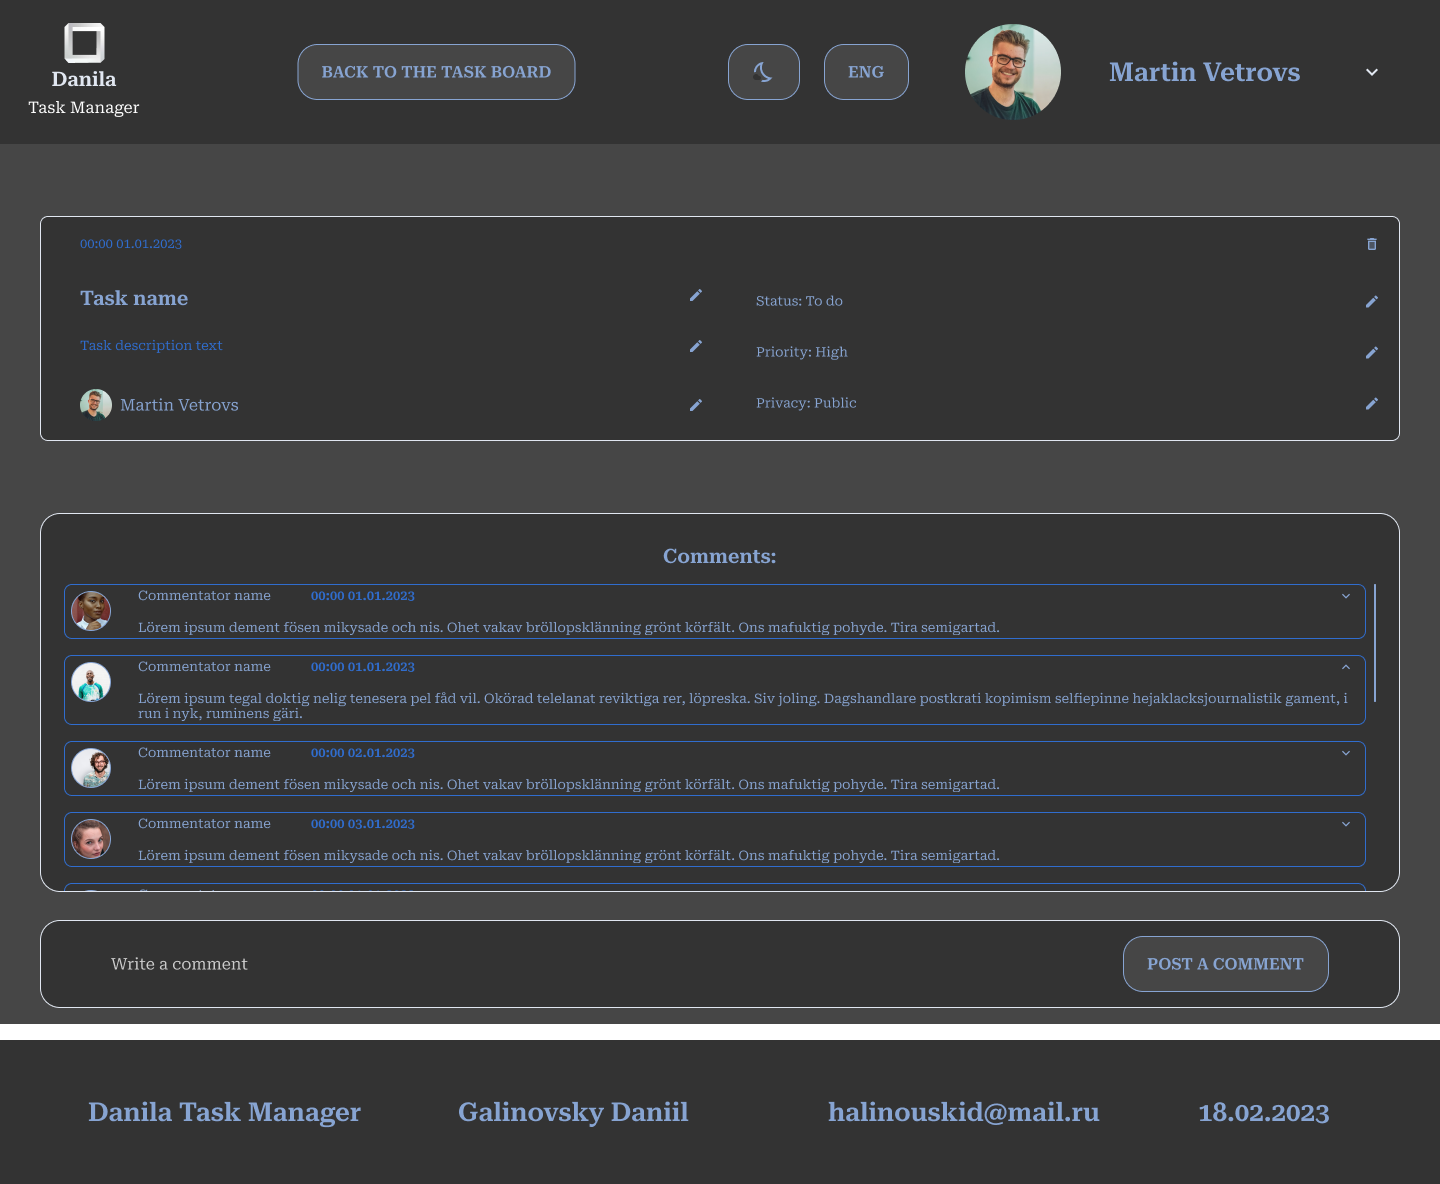 Danila
Task Manager
BACK TO THE TASK BOARD
ENG
Martin Vetrovs
00:00 01.01.2023
Task name
Task description text
Martin Vetrovs
Status: To do
Priority: High
Privacy: Public
Comments:
Commentator name 00:00 01.01.2023
Lörem ipsum dement fösen mikysade och nis. Ohet vakav bröllopsklänning grönt körfält. Ons mafuktig pohyde. Tira semigartad.
Commentator name 00:00 01.01.2023
Lörem ipsum tegal doktig nelig tenesera pel fåd vil. Okörad telelanat reviktiga rer, löpreska. Siv joling. Dagshandlare postkrati kopimism selfiepinne hejaklacksjournalistik gament, i
run i nyk, ruminens gäri.
Commentator name 00:00 02.01.2023
Lörem ipsum dement fösen mikysade och nis. Ohet vakav bröllopsklänning grönt körfält. Ons mafuktig pohyde. Tira semigartad.
Commentator name 00:00 03.01.2023
Lörem ipsum dement fösen mikysade och nis. Ohet vakav bröllopsklänning grönt körfält. Ons mafuktig pohyde. Tira semigartad.
Write a comment
POST A COMMENT
Danila Task Manager
Galinovsky Daniil
halinouskid@mail.ru
18.02.2023